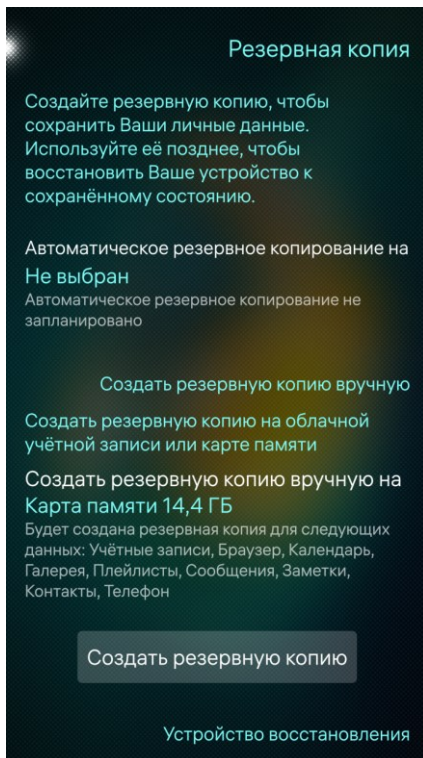 Резервная копия
Создайте резервную копию, чтобы
сохранить Ваши личные данные.
Используйте её позднее, чтобы
восстановить Ваше устройство к
сохранённому состоянию.
Автоматическое резервное копирование на
Не выбран
Автоматическое резервное копирование не
запланировано
Создать резервную копию вручную
Создать резервную копию на облачной
учётной записи или карте памяти
Создать резервную копию вручную на
Карта памяти 14,4 ГБ
Будет создана резервная копия для следующих
данных: Учётные записи, Браузер, Календарь,
Галерея, Плейлисты, Сообщения, Заметки,
Контакты, Телефон
Создать резервную копию
Устройство восстановления